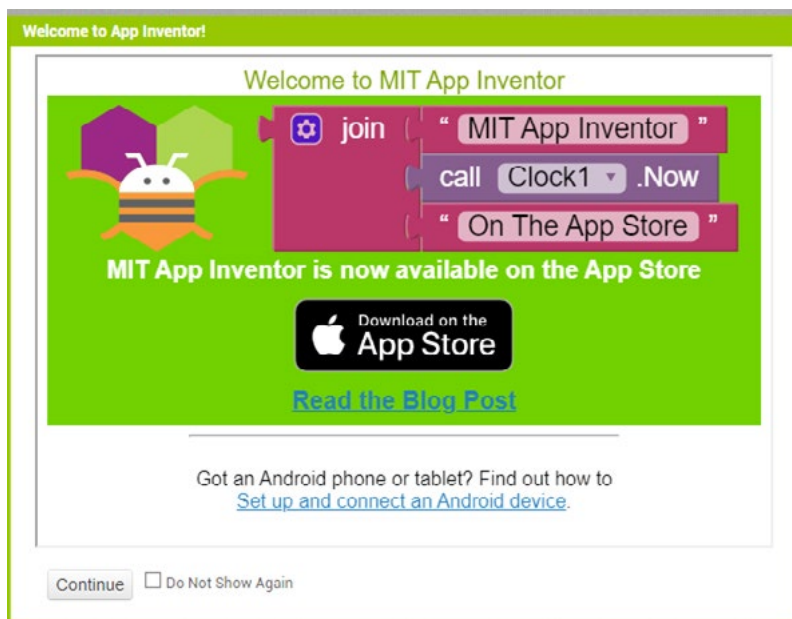 Welcome to App Inventor!
Welcome to MIT App Inventor
join “ MIT App Inventor ”
call Clock1 .Now
“ On The App Store ”
MIT App Inventor is now available on the App Store
Download on the
App Store
Read the Blog Post
Got an Android phone or tablet? Find out how to
Set up and connect an Android device.
Continue Do Not Show Again